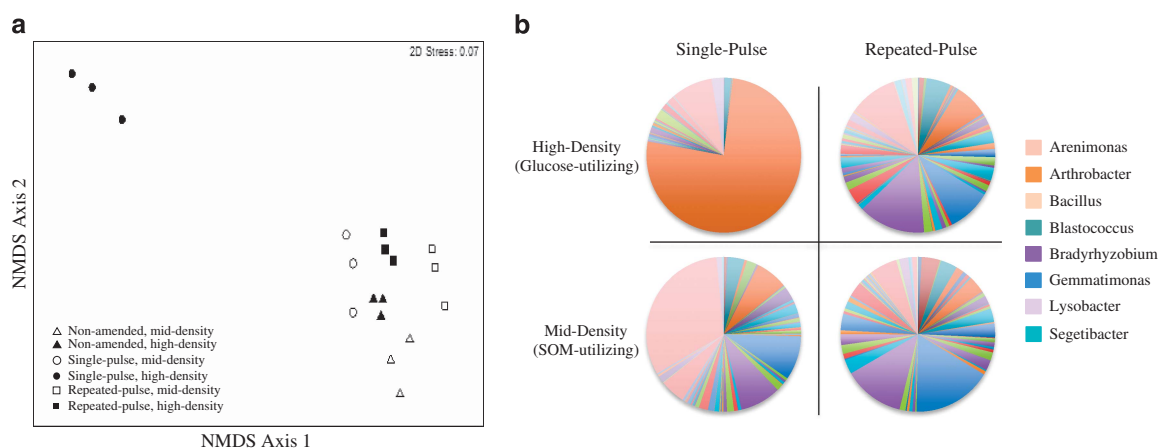 a
2D Stress: 0.07
NMDS Axis 2
△ Non-amended, mid-density
▲ Non-amended, high-density
○ Single-pulse, mid-density
● Single-pulse, high-density
□ Repeated-pulse, mid-density
■ Repeated-pulse, high-density
NMDS Axis 1
b
Single-Pulse
Repeated-Pulse
High-Density
(Glucose-utilizing)
Mid-Density
(SOM-utilizing)
Arenimonas
Arthrobacter
Bacillus
Blastococcus
Bradyrhyzobium
Gemmatimonas
Lysobacter
Segetibacter